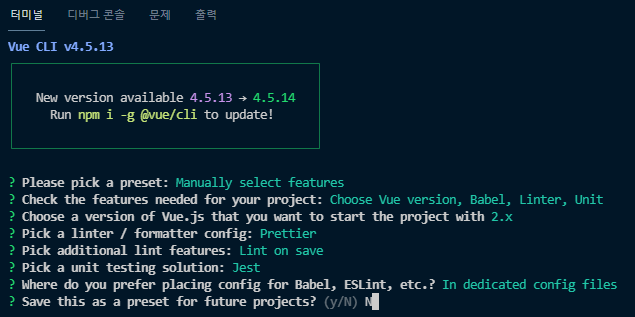 터미널 디버그 콘솔 문제 출력
Vue CLI v4.5.13
New version available 4.5.13 → 4.5.14
Run npm i -g @vue/cli to update!
? Please pick a preset: Manually select features
? Check the features needed for your project: Choose Vue version, Babel, Linter, Unit
? Choose a version of Vue.js that you want to start the project with 2.x
? Pick a linter / formatter config: Prettier
? Pick additional lint features: Lint on save
? Pick a unit testing solution: Jest
? Where do you prefer placing config for Babel, ESLint, etc.? In dedicated config files
? Save this as a preset for future projects? (y/N) N